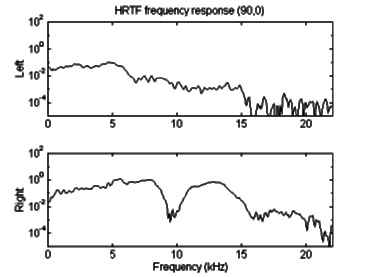 HRTF frequency response (90,0)
10²
10⁰
10⁻²
10⁻⁴
Left
0 5 10 15 20
10²
10⁰
10⁻²
10⁻⁴
Right
0 5 10 15 20
Frequency (kHz)